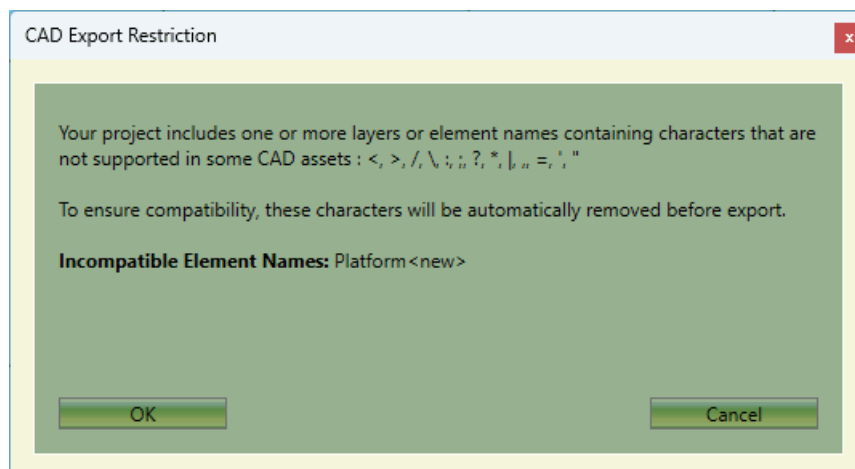 CAD Export Restriction
x
Your project includes one or more layers or element names containing characters that are
not supported in some CAD assets : <, >, /, \, :, ;, ?, *, |, ,, =, ', "
To ensure compatibility, these characters will be automatically removed before export.
Incompatible Element Names: Platform<new>
OK
Cancel